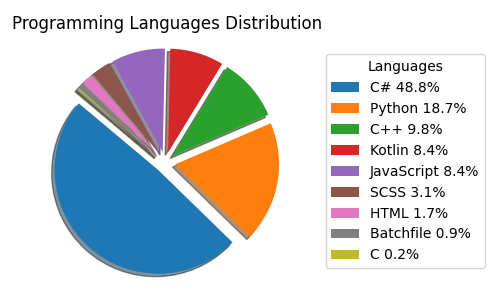 Programming Languages Distribution
Languages
C# 48.8%
Python 18.7%
C++ 9.8%
Kotlin 8.4%
JavaScript 8.4%
SCSS 3.1%
HTML 1.7%
Batchfile 0.9%
C 0.2%